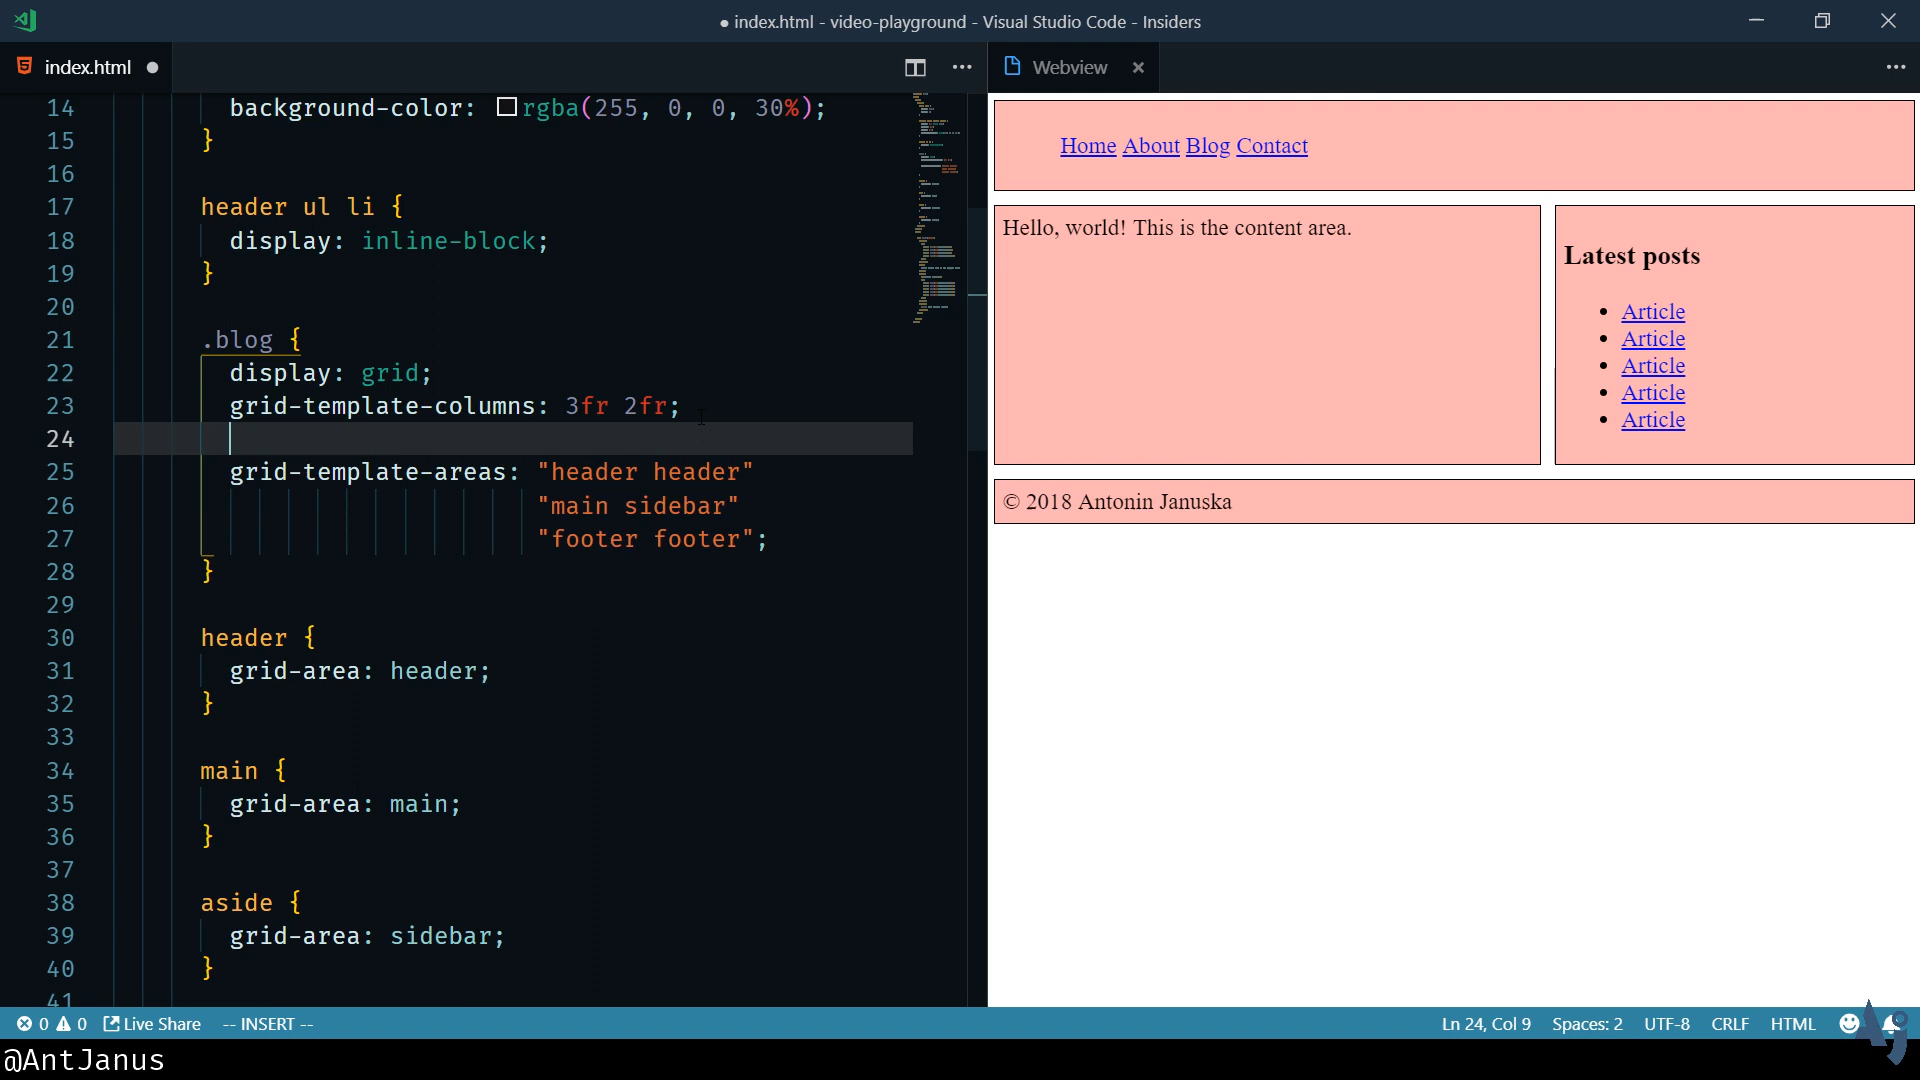 ● index.html - video-playground - Visual Studio Code - Insiders
index.html ●
14 background-color: rgba(255, 0, 0, 30%);
15 }
16
17 header ul li {
18 display: inline-block;
19 }
20
21 .blog {
22 display: grid;
23 grid-template-columns: 3fr 2fr;
24
25 grid-template-areas: "header header"
26 "main sidebar"
27 "footer footer";
28 }
29
30 header {
31 grid-area: header;
32 }
33
34 main {
35 grid-area: main;
36 }
37
38 aside {
39 grid-area: sidebar;
40 }
41
Webview
Home About Blog Contact
Hello, world! This is the content area.
Latest posts
• Article
• Article
• Article
• Article
• Article
© 2018 Antonin Januska
0 0 Live Share -- INSERT -- Ln 24, Col 9 Spaces: 2 UTF-8 CRLF HTML
@AntJanus